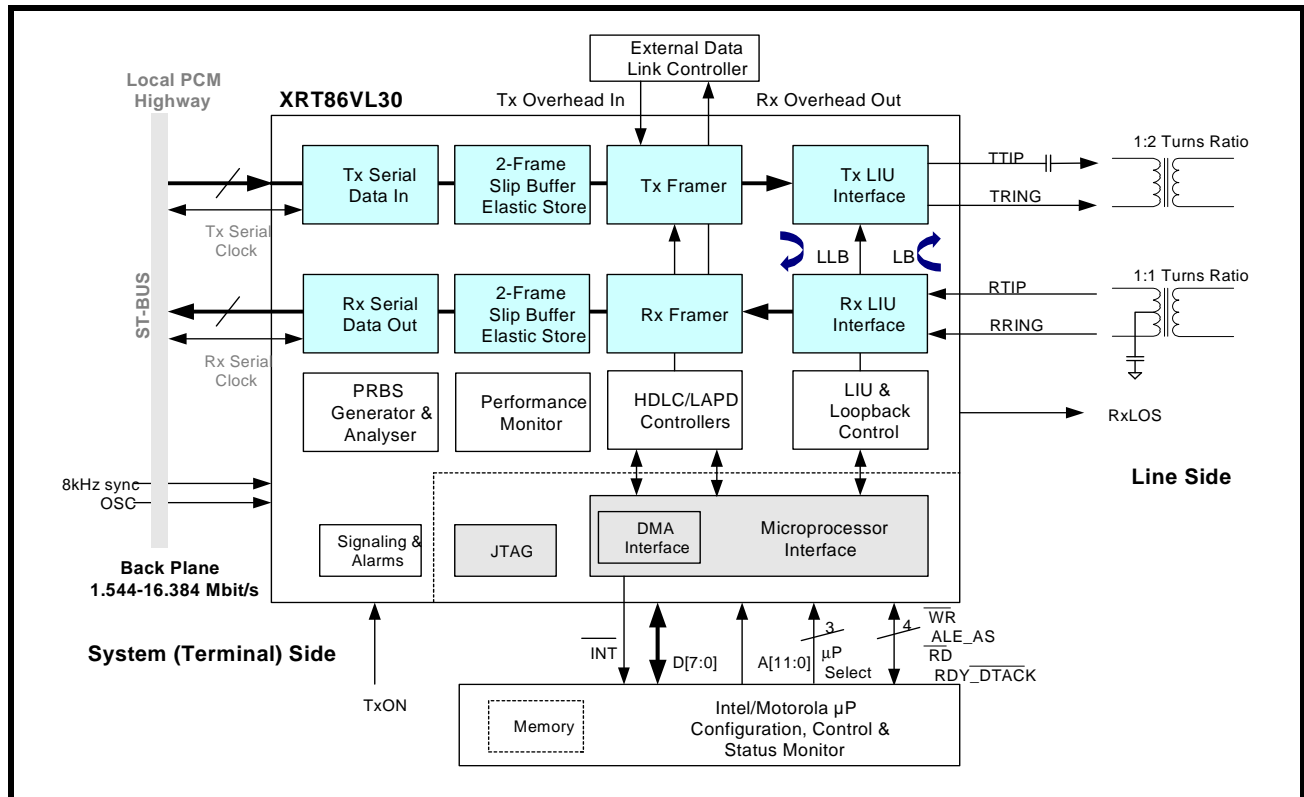 External Data
Link Controller
Local PCM
Highway
XRT86VL30
Tx Overhead In
Rx Overhead Out
Tx Serial
Data In
2-Frame
Slip Buffer
Elastic Store
Tx Framer
Tx LIU
Interface
TTIP
TRING
1:2 Turns Ratio
Tx Serial
Clock
LLB
LB
ST-BUS
Rx Serial
Data Out
2-Frame
Slip Buffer
Elastic Store
Rx Framer
Rx LIU
Interface
RTIP
RRING
1:1 Turns Ratio
Rx Serial
Clock
PRBS
Generator &
Analyser
Performance
Monitor
HDLC/LAPD
Controllers
LIU &
Loopback
Control
RxLOS
Line Side
8kHz sync
OSC
Signaling &
Alarms
JTAG
DMA
Interface
Microprocessor
Interface
Back Plane
1.544-16.384 Mbit/s
System (Terminal) Side
TxON
INT
D[7:0]
A[11:0]
3
µP
Select
4
WR
ALE_AS
RD
RDY_DTACK
Memory
Intel/Motorola µP
Configuration, Control &
Status Monitor